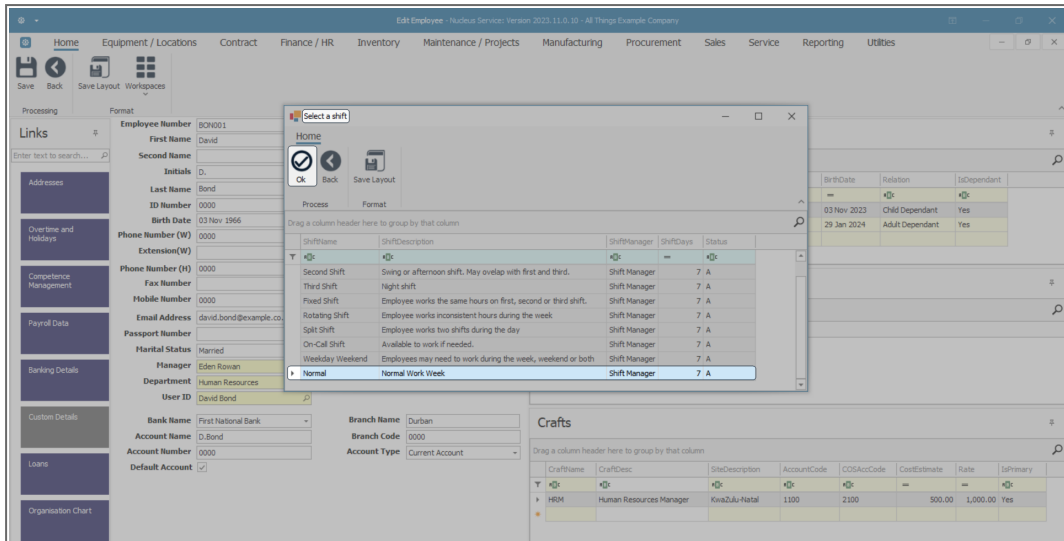 Edit Employee - Nucleus Service: Version 2023.11.0.10 - All Things Example Company
Home Equipment / Locations Contract Finance / HR Inventory Maintenance / Projects Manufacturing Procurement Sales Service Reporting Utilities
Save Back Save Layout Workspaces
Processing Format
Links
Enter text to search...
Addresses
Overtime and Holidays
Competence Management
Payroll Data
Banking Details
Custom Details
Loans
Organisation Chart
Employee Number BON001
First Name David
Second Name
Initials D.
Last Name Bond
ID Number 0000
Birth Date 03 Nov 1966
Phone Number (W) 0000
Extension(W)
Phone Number (H) 0000
Fax Number
Mobile Number 0000
Email Address david.bond@example.co.
Passport Number
Marital Status Married
Manager Eden Rowan
Department Human Resources
User ID David Bond
Bank Name First National Bank Branch Name Durban
Account Name D.Bond Branch Code 0000
Account Number 0000 Account Type Current Account
Default Account
Select a shift
Home
Ok Back Save Layout
Process Format
Drag a column header here to group by that column
ShiftName ShiftDescription ShiftManager ShiftDays Status
Second Shift Swing or afternoon shift. May ovelap with first and third. Shift Manager 7 A
Third Shift Night shift Shift Manager 7 A
Fixed Shift Employee works the same hours on first, second or third shift. Shift Manager 7 A
Rotating Shift Employee works inconsistent hours during the week Shift Manager 7 A
Split Shift Employee works two shifts during the day Shift Manager 7 A
On-Call Shift Available to work if needed. Shift Manager 7 A
Weekday Weekend Employees may need to work during the week, weekend or both Shift Manager 7 A
Normal Normal Work Week Shift Manager 7 A
BirthDate Relation IsDependant
03 Nov 2023 Child Dependant Yes
29 Jan 2024 Adult Dependant Yes
Crafts
Drag a column header here to group by that column
CraftName CraftDesc SiteDescription AccountCode COSAccCode CostEstimate Rate IsPrimary
HRM Human Resources Manager KwaZulu-Natal 1100 2100 500.00 1,000.00 Yes